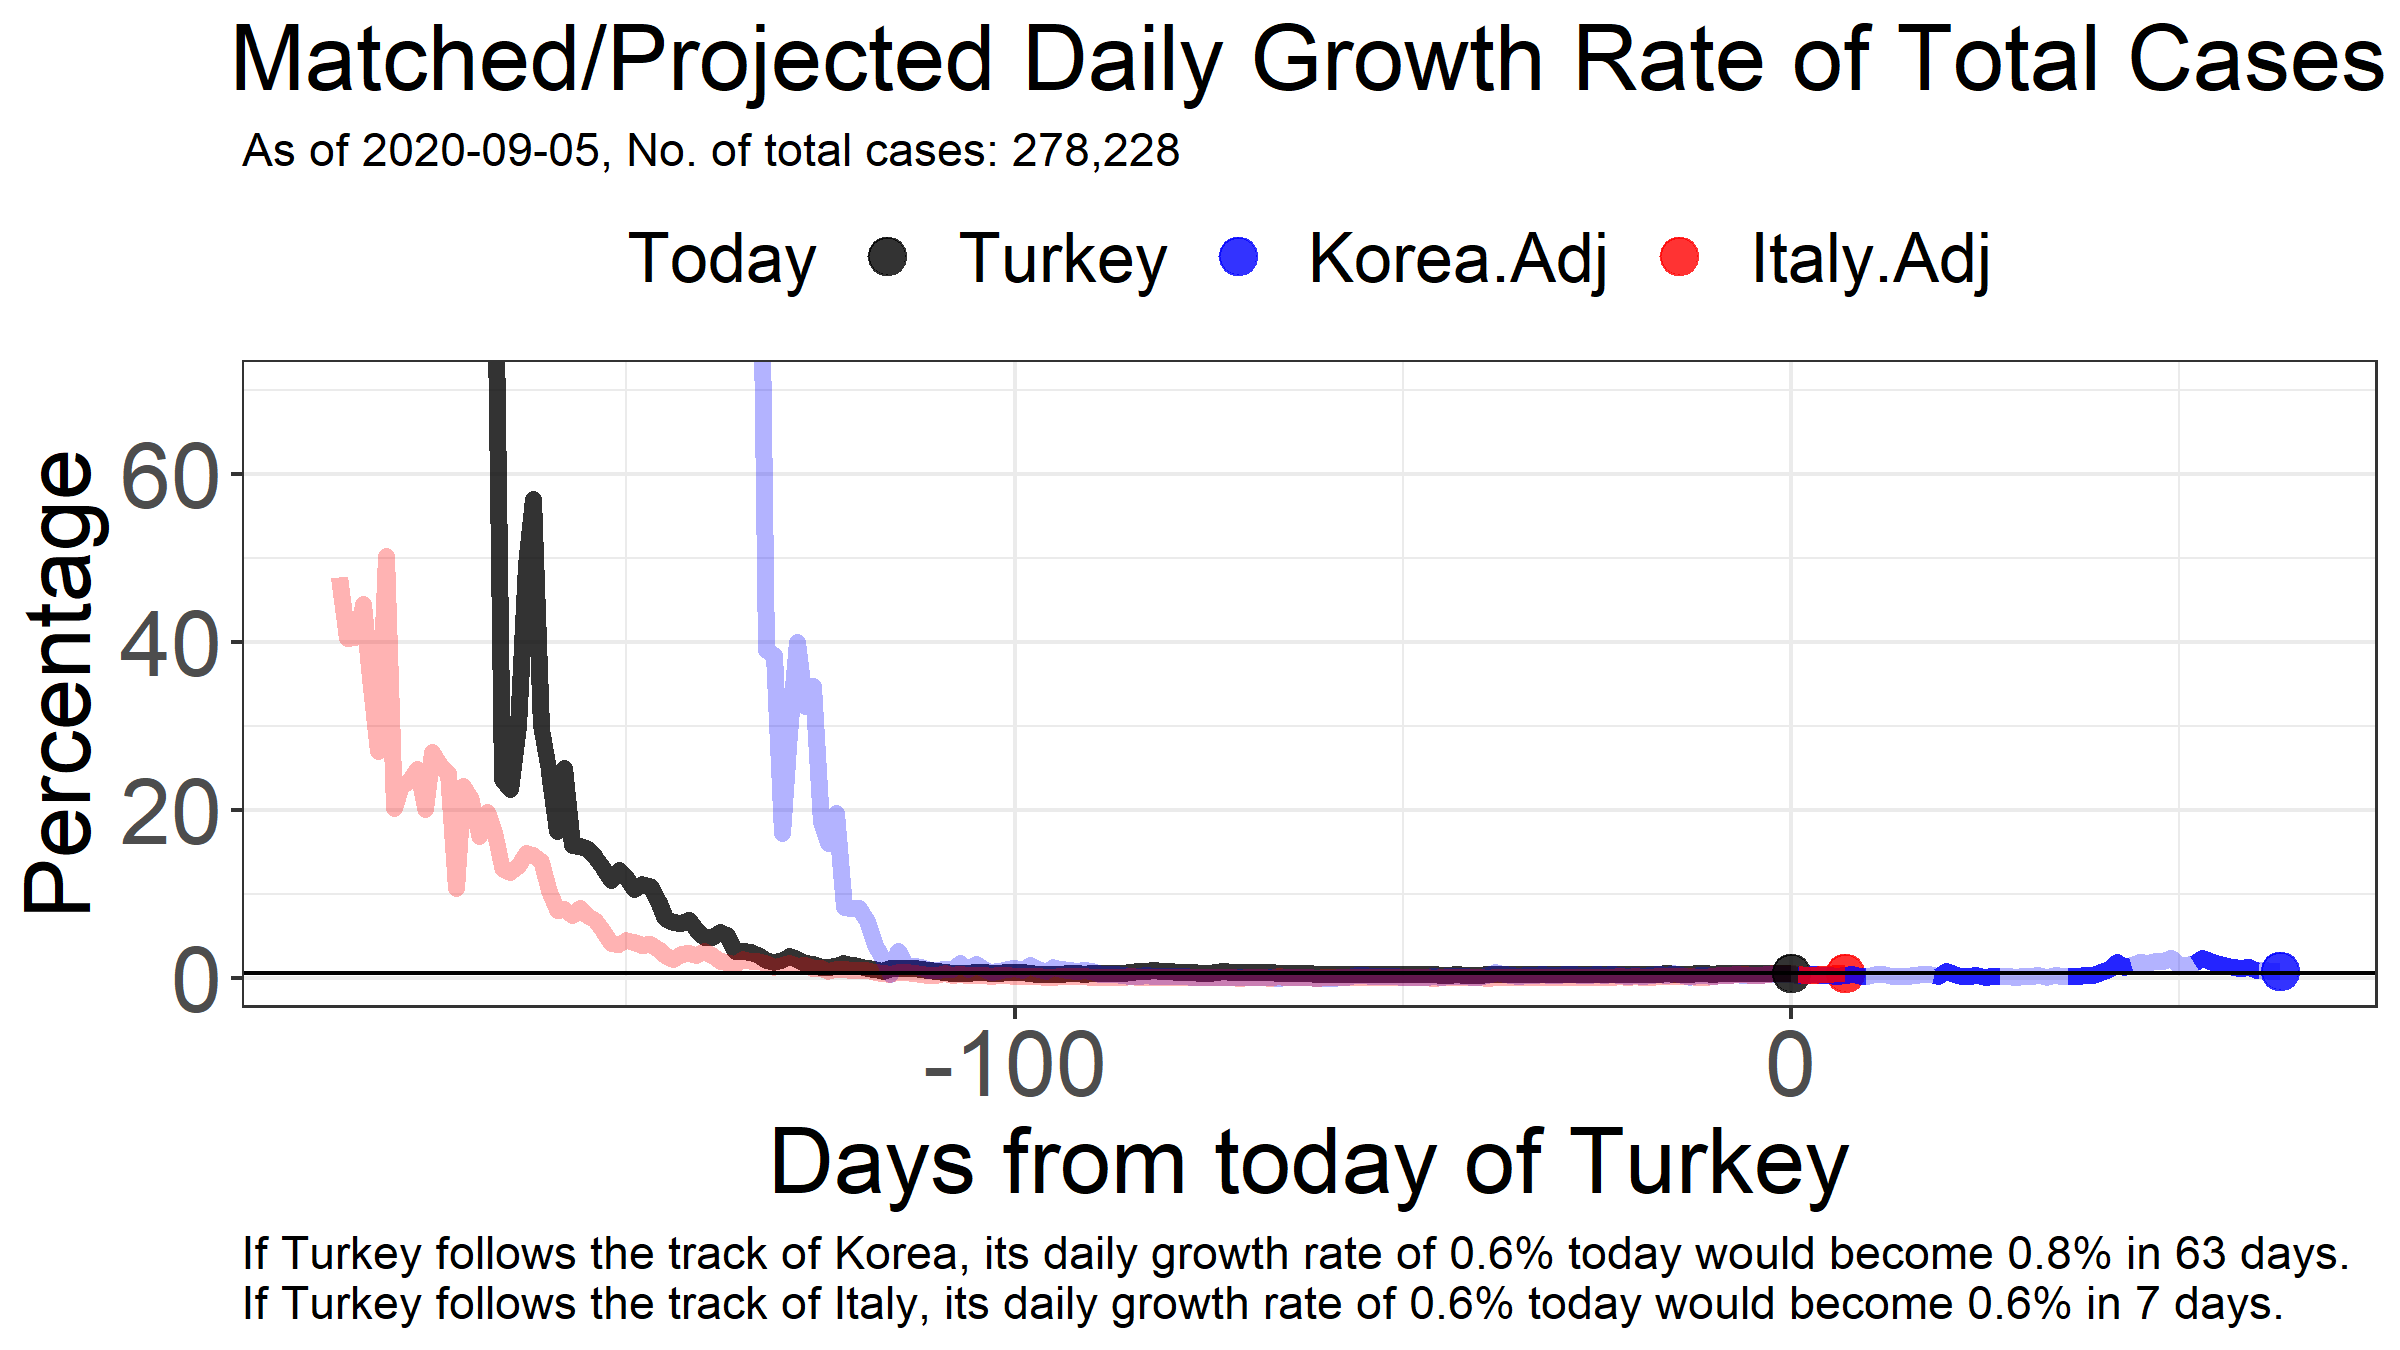 Matched/Projected Daily Growth Rate of Total Cases
As of 2020-09-05, No. of total cases: 278,228
Today Turkey Korea.Adj Italy.Adj
Percentage
60
40
20
0
-100 0
Days from today of Turkey
If Turkey follows the track of Korea, its daily growth rate of 0.6% today would become 0.8% in 63 days.
If Turkey follows the track of Italy, its daily growth rate of 0.6% today would become 0.6% in 7 days.